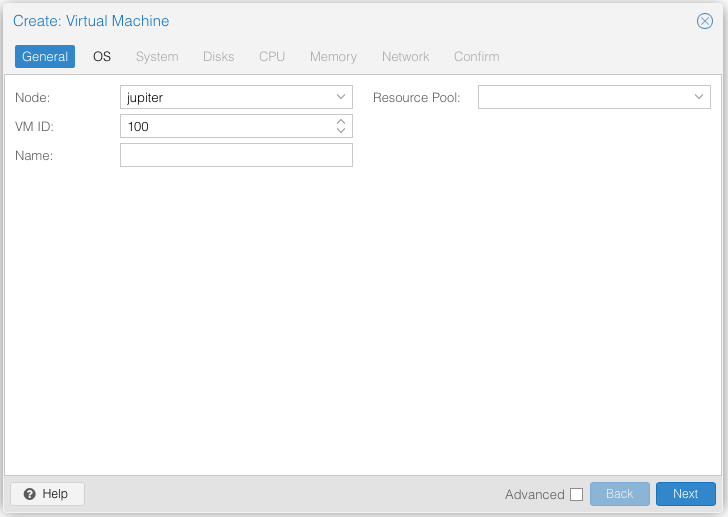 Create: Virtual Machine
General OS System Disks CPU Memory Network Confirm
Node: jupiter Resource Pool:
VM ID: 100
Name:
Help Advanced Back Next